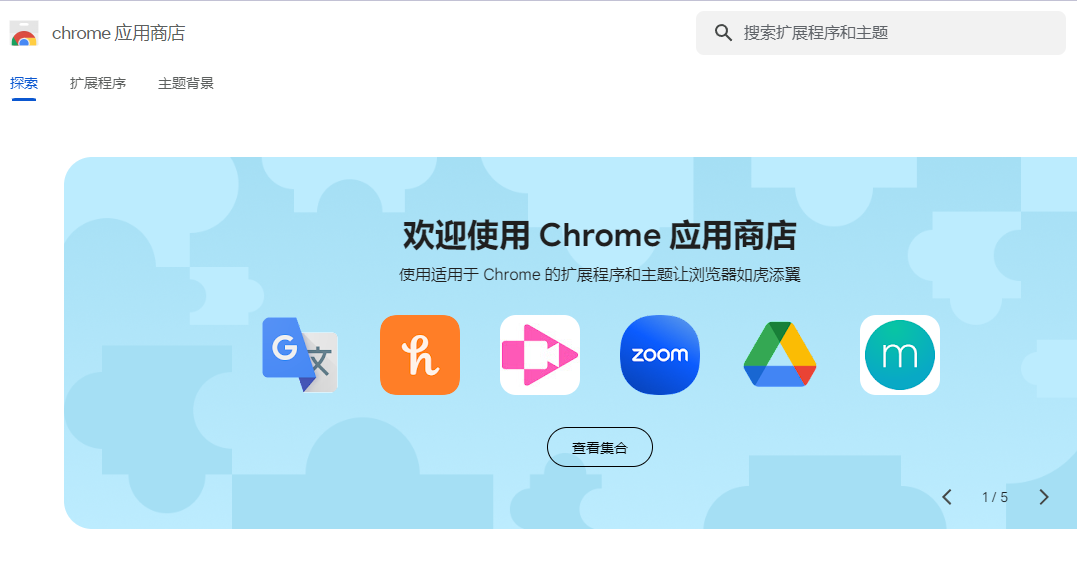 chrome 应用商店
搜索扩展程序和主题
探索 扩展程序 主题背景
欢迎使用 Chrome 应用商店
使用适用于 Chrome 的扩展程序和主题让浏览器如虎添翼
G 文 h zoom m
查看集合
1 / 5